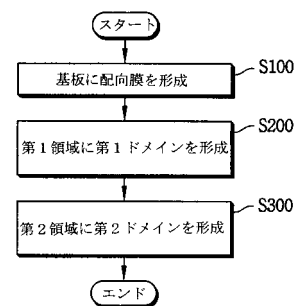 スタート
基板に配向膜を形成
S100
第１領域に第１ドメインを形成
S200
第２領域に第２ドメインを形成
S300
エンド